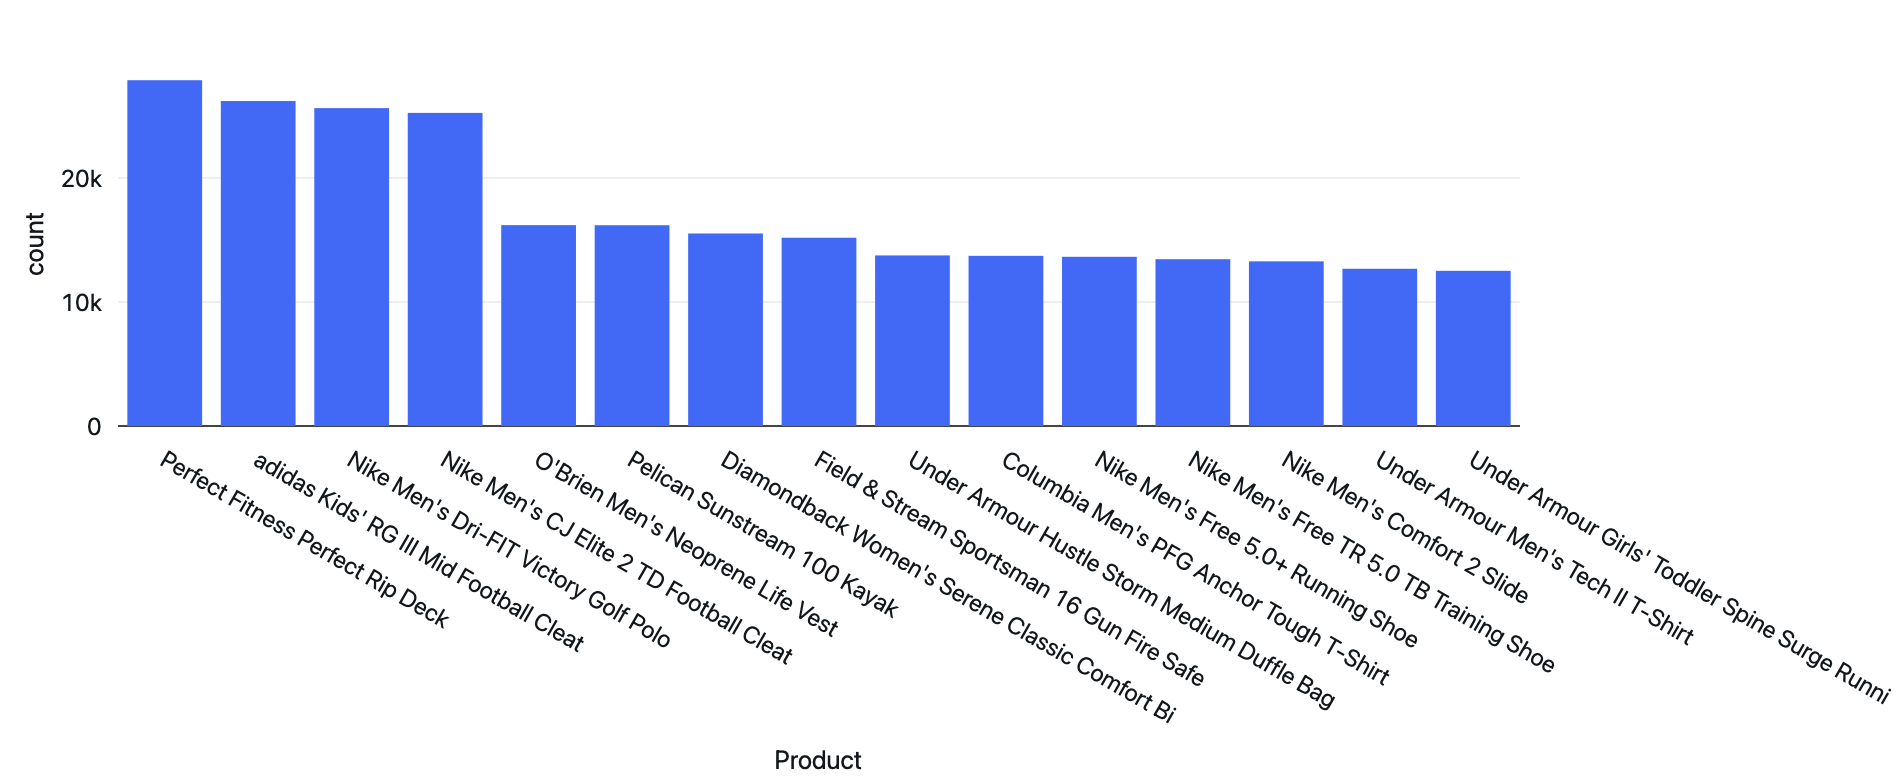 20k
10k
0
count
Perfect Fitness Perfect Rip Deck
adidas Kids' RG III Mid Football Cleat
Nike Men's Dri-FIT Victory Golf Polo
Nike Men's CJ Elite 2 TD Football Cleat
O'Brien Men's Neoprene Life Vest
Pelican Sunstream 100 Kayak
Diamondback Women's Serene Classic Comfort Bi
Field & Stream Sportsman 16 Gun Fire Safe
Under Armour Hustle Storm Medium Duffle Bag
Columbia Men's PFG Anchor Tough T-Shirt
Nike Men's Free 5.0+ Running Shoe
Nike Men's Free TR 5.0 TB Training Shoe
Nike Men's Comfort 2 Slide
Under Armour Men's Tech II T-Shirt
Under Armour Girls' Toddler Spine Surge Runni
Product